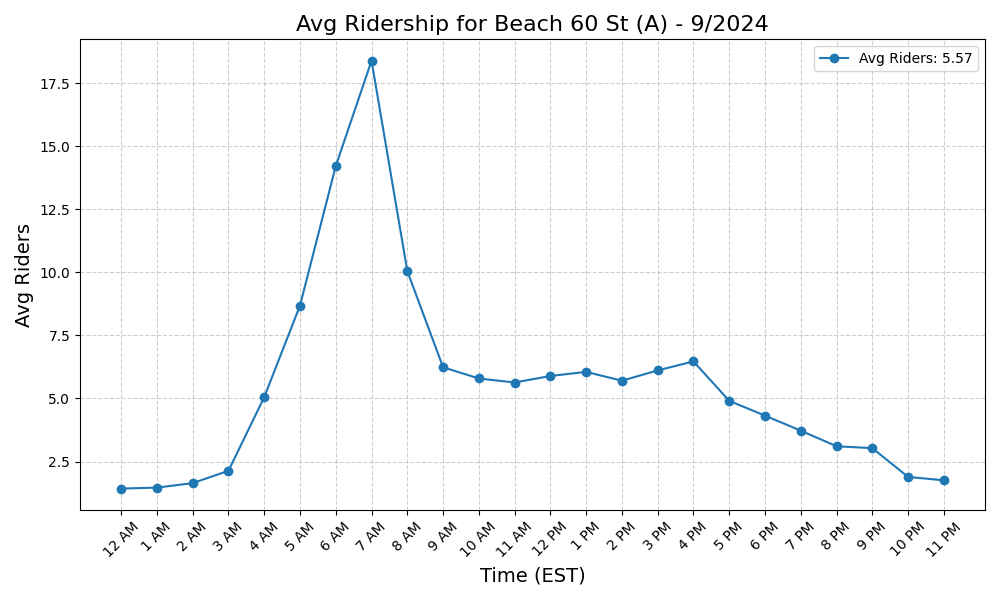 Avg Ridership for Beach 60 St (A) - 9/2024
Avg Riders: 5.57
Avg Riders
17.5
15.0
12.5
10.0
7.5
5.0
2.5
12 AM
1 AM
2 AM
3 AM
4 AM
5 AM
6 AM
7 AM
8 AM
9 AM
10 AM
11 AM
12 PM
1 PM
2 PM
3 PM
4 PM
5 PM
6 PM
7 PM
8 PM
9 PM
10 PM
11 PM
Time (EST)